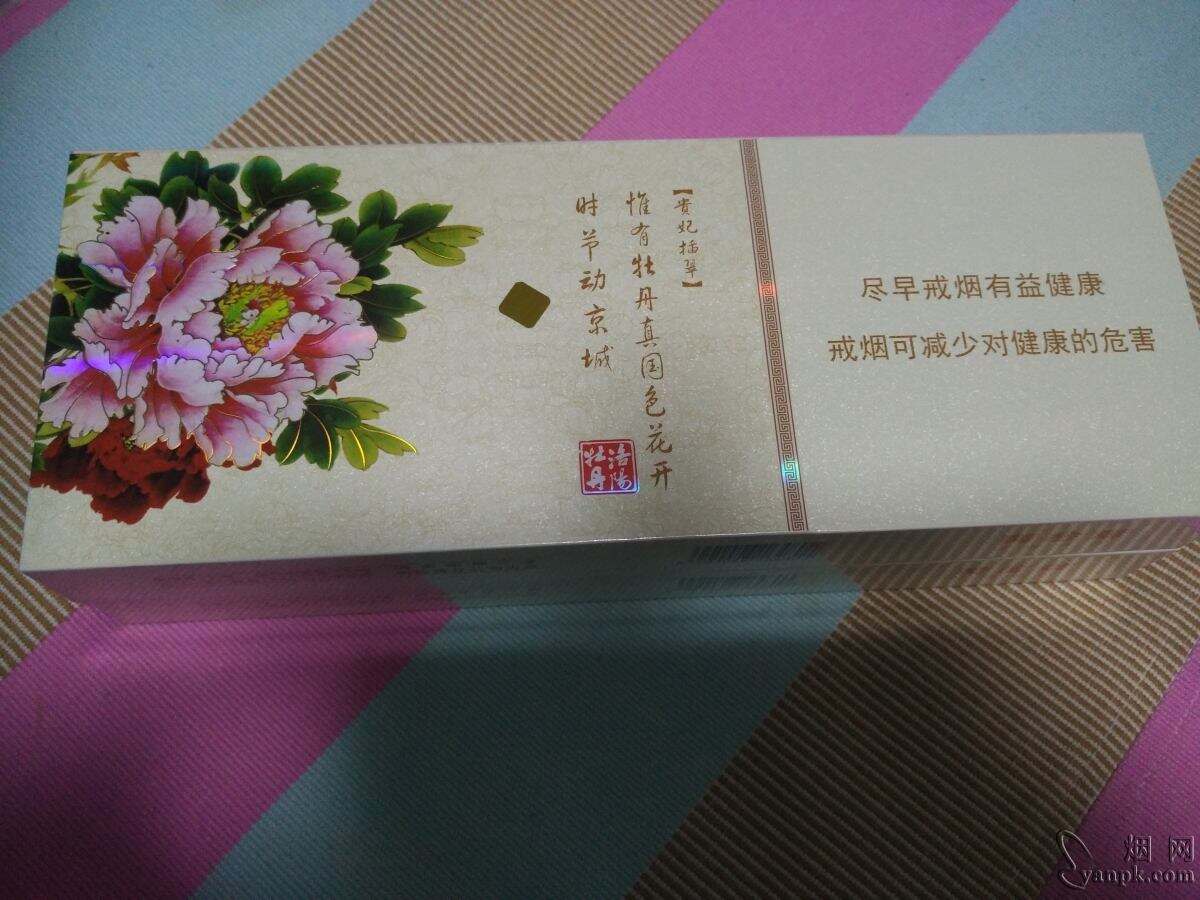 【贵妃插翠】
惟有牡丹真国色花开
时节动京城
洛陽
牡丹
尽早戒烟有益健康
戒烟可减少对健康的危害
烟网
yanpk.com